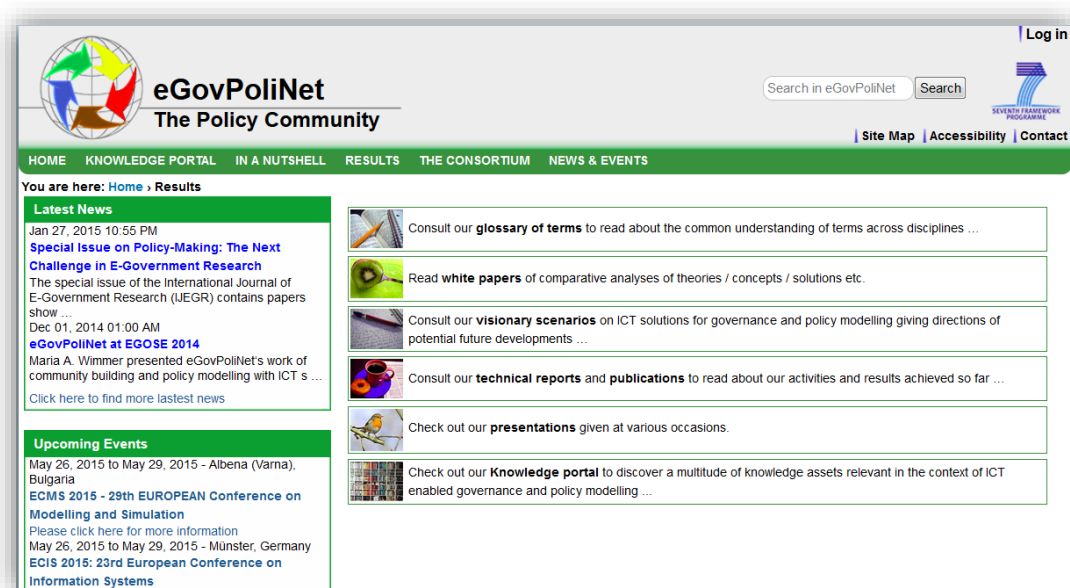 Log in
eGovPoliNet
The Policy Community
Search in eGovPoliNet
Search
SEVENTH FRAMEWORK
PROGRAMME
Site Map
Accessibility
Contact
HOME KNOWLEDGE PORTAL IN A NUTSHELL RESULTS THE CONSORTIUM NEWS & EVENTS
You are here: Home › Results
Latest News
Jan 27, 2015 10:55 PM
Special Issue on Policy-Making: The Next
Challenge in E-Government Research
The special issue of the International Journal of
E-Government Research (IJEGR) contains papers
show …
Dec 01, 2014 01:00 AM
eGovPoliNet at EGOSE 2014
Maria A. Wimmer presented eGovPoliNet's work of
community building and policy modelling with ICT s …
Click here to find more lastest news
Upcoming Events
May 26, 2015 to May 29, 2015 - Albena (Varna),
Bulgaria
ECMS 2015 - 29th EUROPEAN Conference on
Modelling and Simulation
Please click here for more information
May 26, 2015 to May 29, 2015 - Münster, Germany
ECIS 2015: 23rd European Conference on
Information Systems
Consult our glossary of terms to read about the common understanding of terms across disciplines …
Read white papers of comparative analyses of theories / concepts / solutions etc.
Consult our visionary scenarios on ICT solutions for governance and policy modelling giving directions of
potential future developments …
Consult our technical reports and publications to read about our activities and results achieved so far …
Check out our presentations given at various occasions.
Check out our Knowledge portal to discover a multitude of knowledge assets relevant in the context of ICT
enabled governance and policy modelling ...